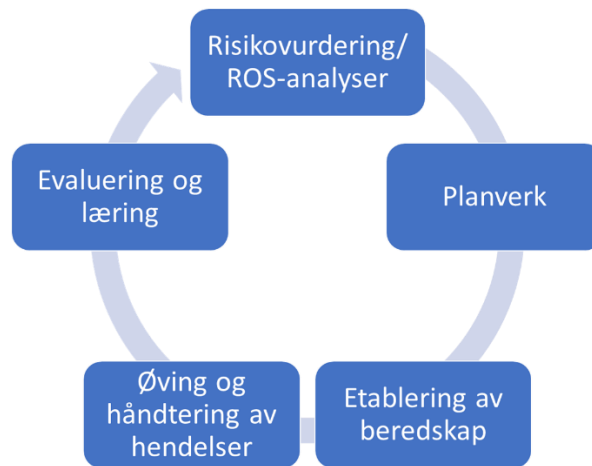 Risikovurdering/
ROS-analyser
Planverk
Etablering av
beredskap
Øving og
håndtering av
hendelser
Evaluering og
læring